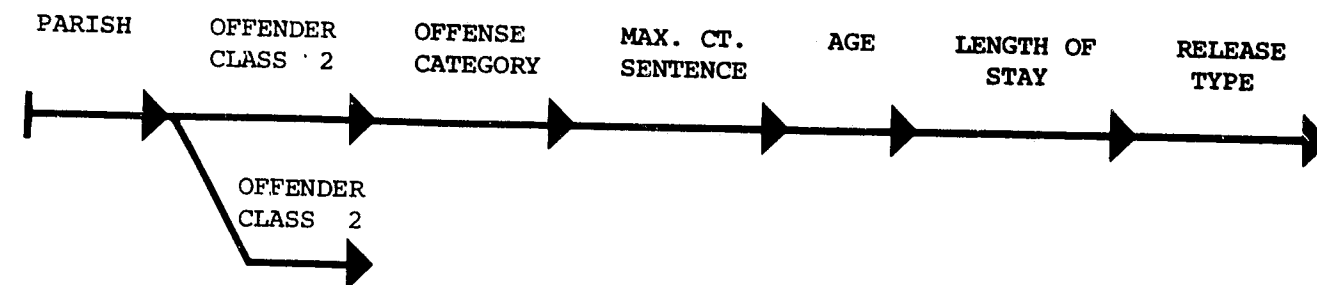 PARISH
OFFENDER
CLASS 2
OFFENSE
CATEGORY
MAX. CT.
SENTENCE
AGE
LENGTH OF
STAY
RELEASE
TYPE
OFFENDER
CLASS 2